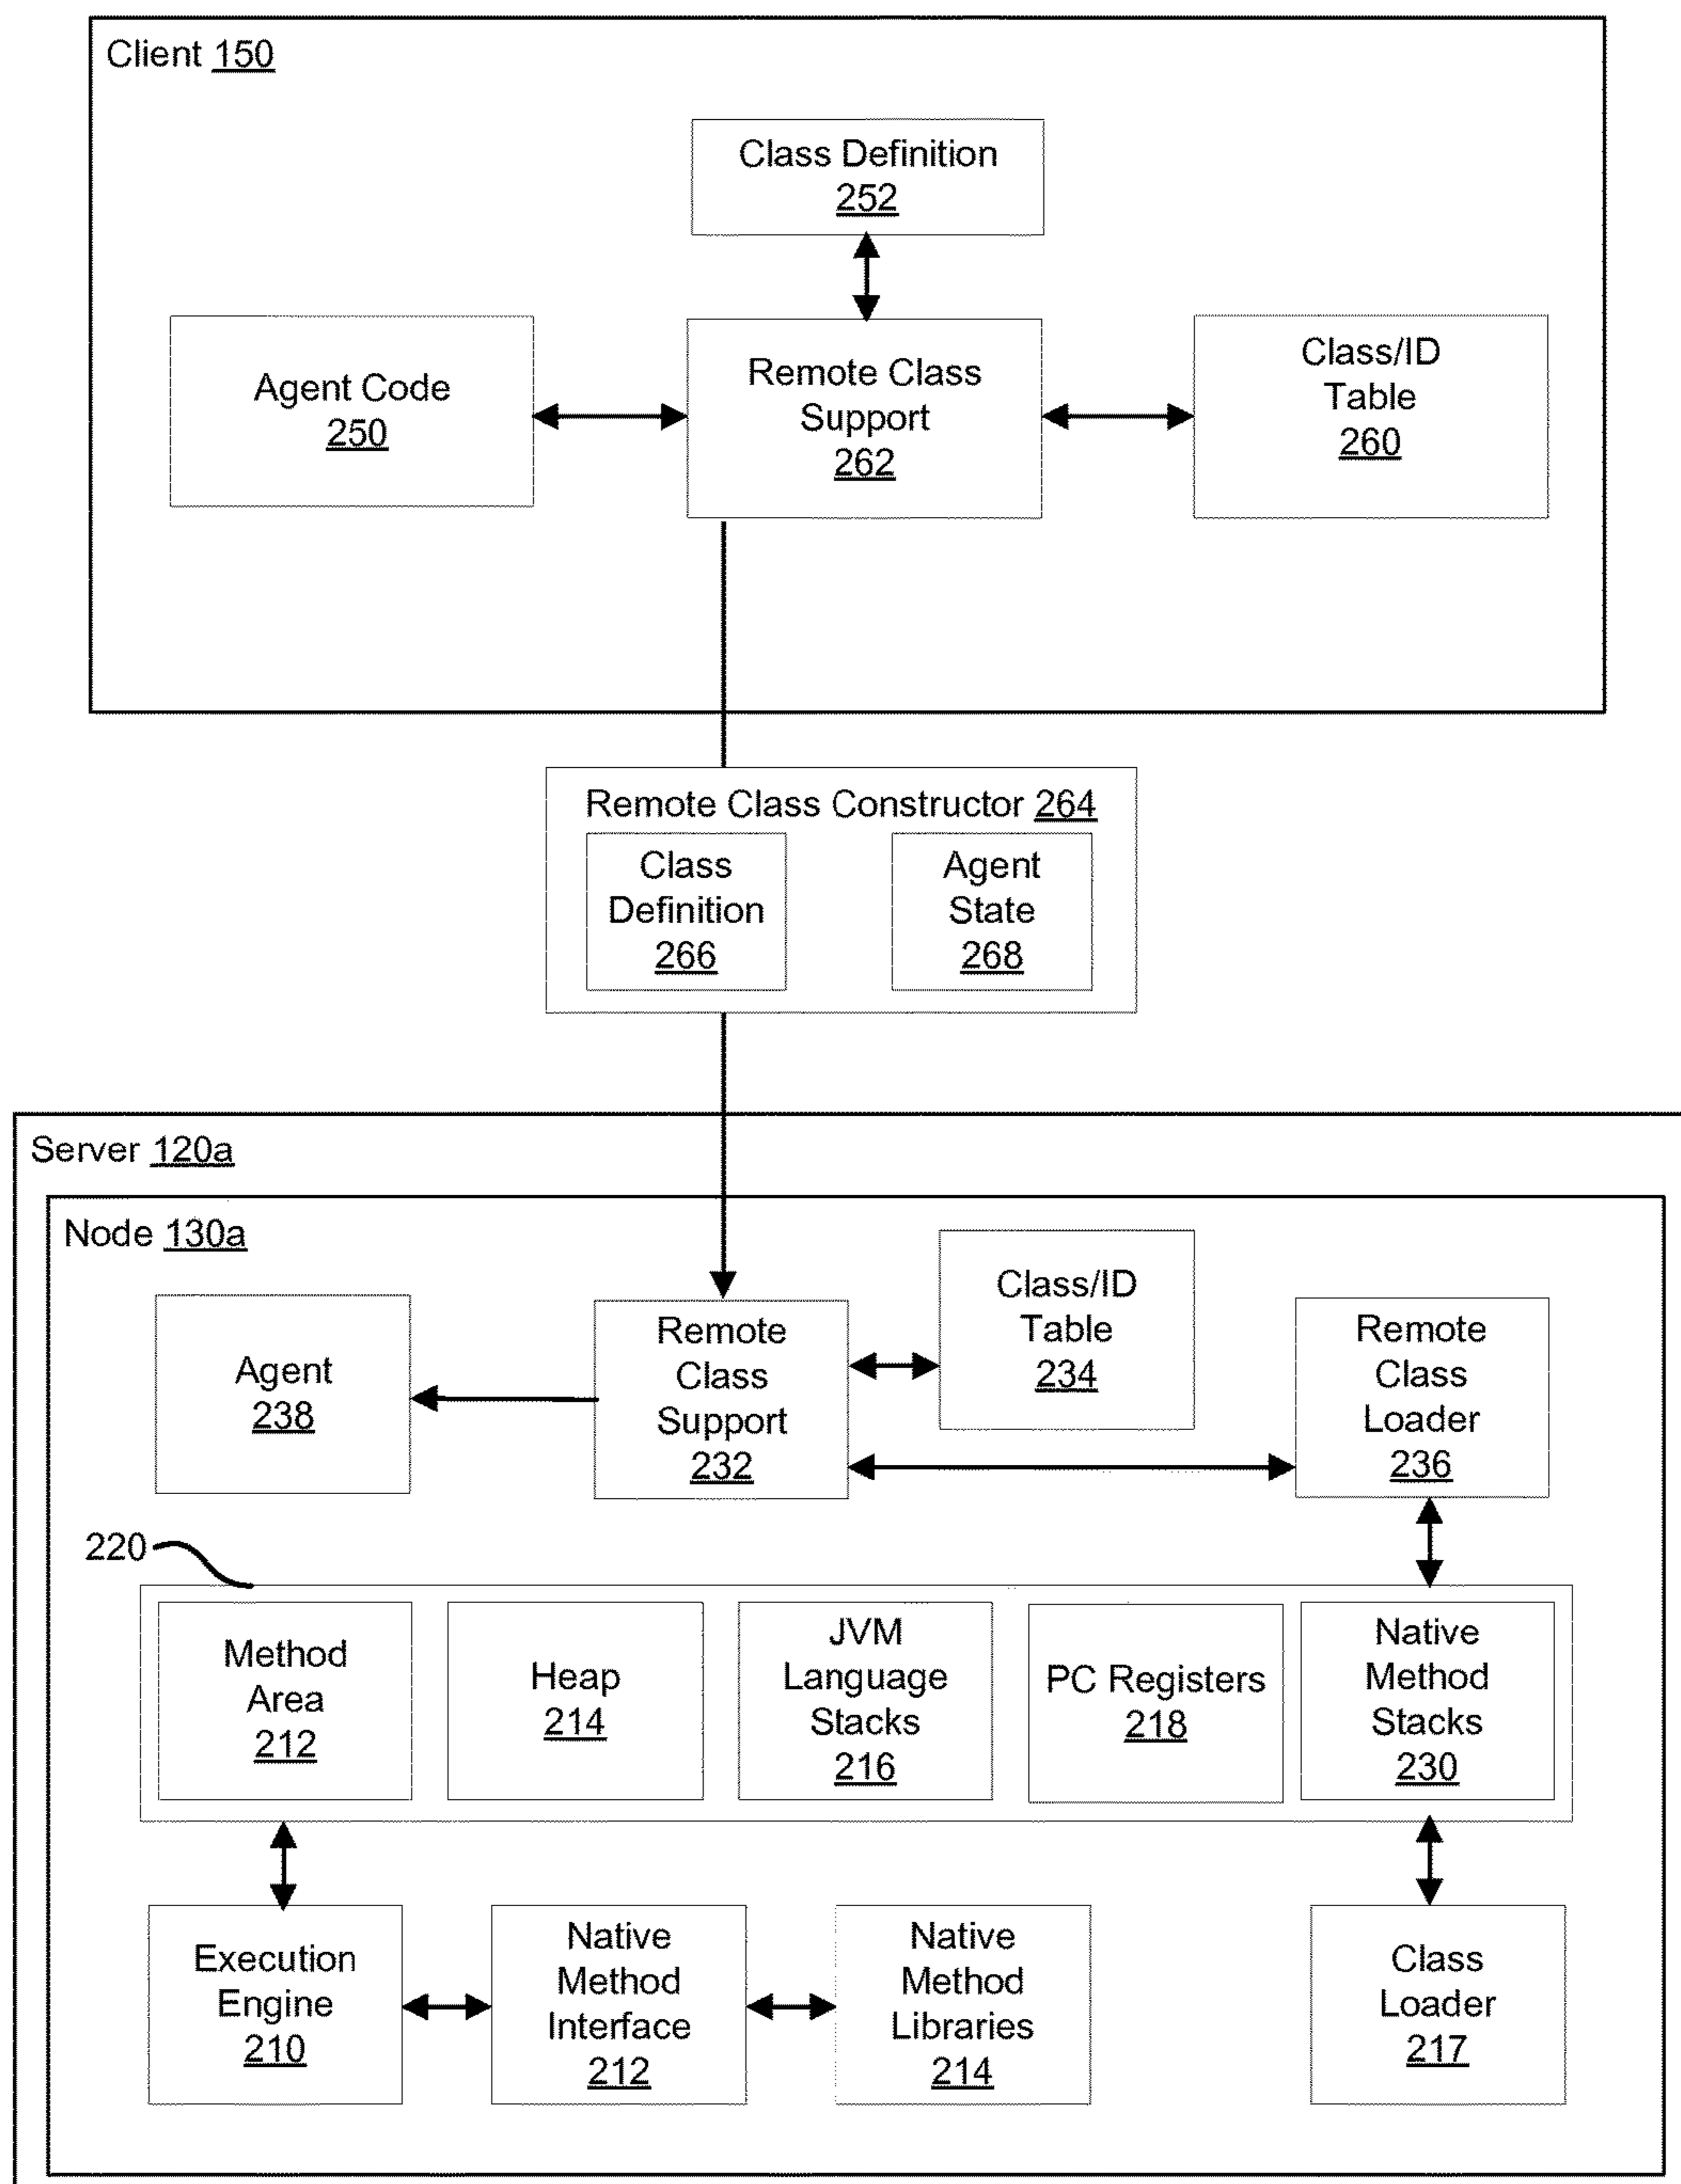 Client 150
Class Definition
252
Agent Code
250
Remote Class
Support
262
Class/ID
Table
260
Remote Class Constructor 264
Class
Definition
266
Agent
State
268
Server 120a
Node 130a
Agent
238
Remote
Class
Support
232
Class/ID
Table
234
Remote
Class
Loader
236
220
Method
Area
212
Heap
214
JVM
Language
Stacks
216
PC Registers
218
Native
Method
Stacks
230
Execution
Engine
210
Native
Method
Interface
212
Native
Method
Libraries
214
Class
Loader
217